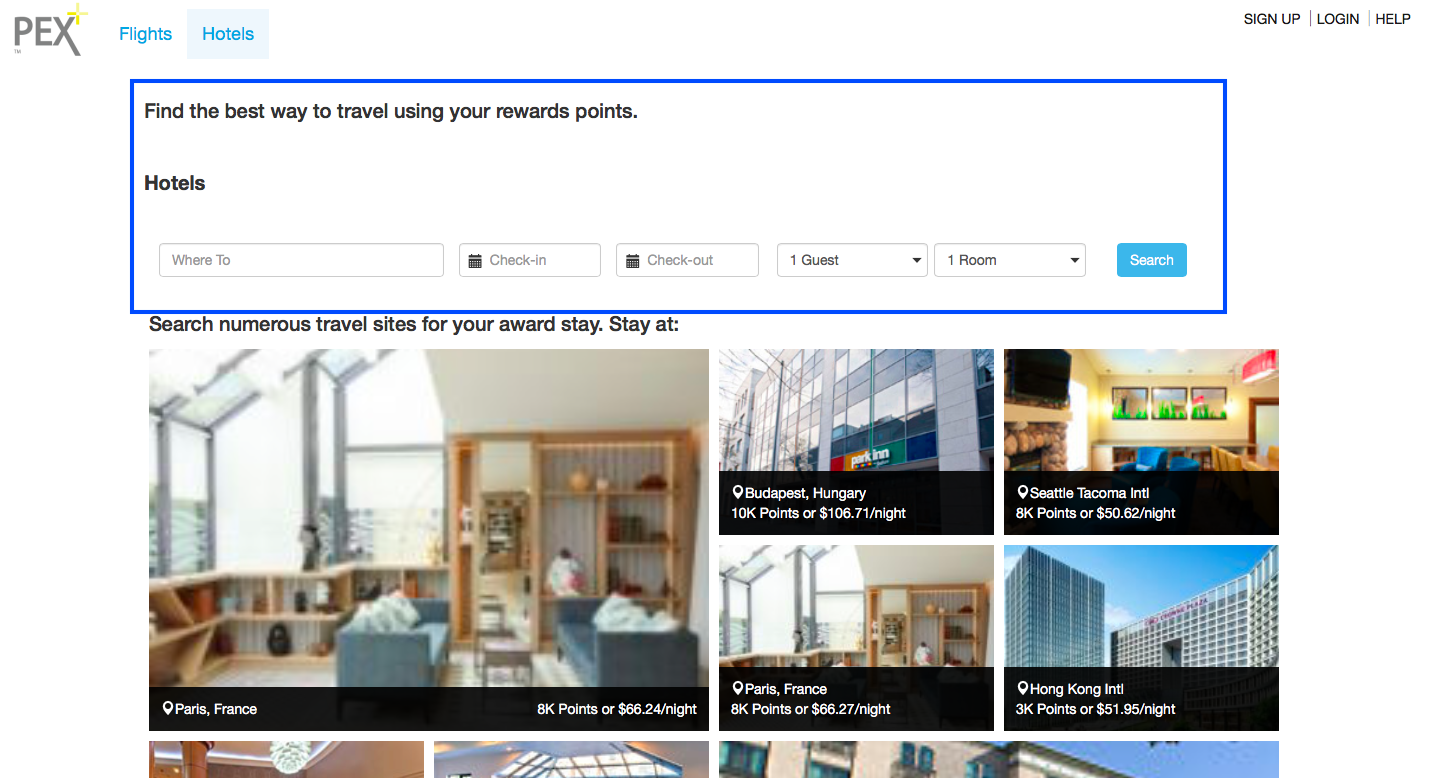 PEX
TM
Flights
Hotels
SIGN UP
LOGIN
HELP
Find the best way to travel using your rewards points.
Hotels
Where To
Check-in
Check-out
1 Guest
1 Room
Search
Search numerous travel sites for your award stay. Stay at:
park inn
Budapest, Hungary
10K Points or $106.71/night
Seattle Tacoma Intl
8K Points or $50.62/night
Paris, France
8K Points or $66.24/night
Paris, France
8K Points or $66.27/night
CROWNE PLAZA
Hong Kong Intl
3K Points or $51.95/night